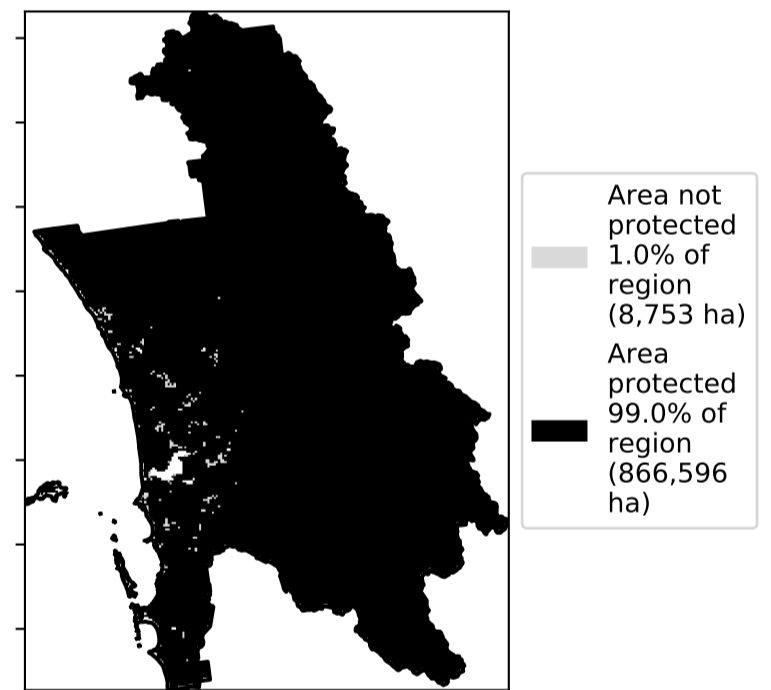 Area not
protected
1.0% of
region
(8,753 ha)
Area
protected
99.0% of
region
(866,596
ha)